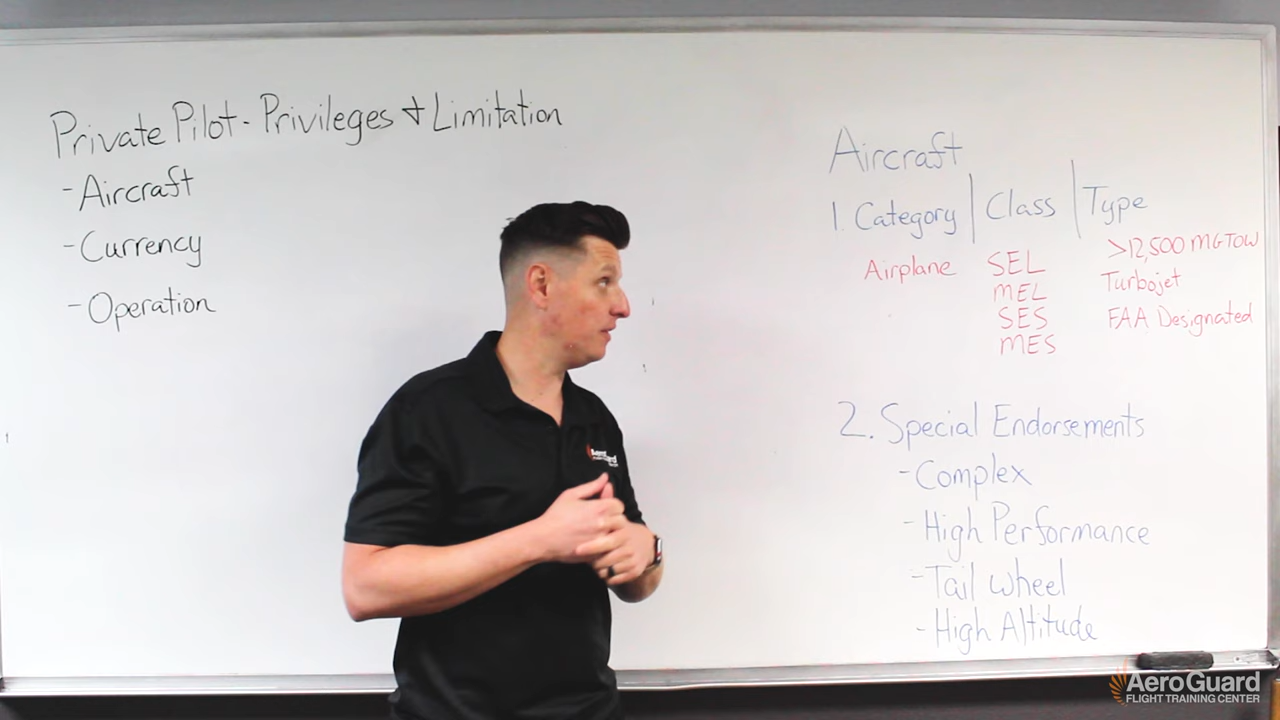 Private Pilot - Privileges & Limitation
- Aircraft
- Currency
- Operation
Aircraft
1. Category | Class | Type
Airplane SEL >12,500 MGTOW
MEL Turbojet
SES FAA Designated
MES
2. Special Endorsements
- Complex
- High Performance
- Tail Wheel
- High Altitude
AeroGuard
AeroGuard
FLIGHT TRAINING CENTER